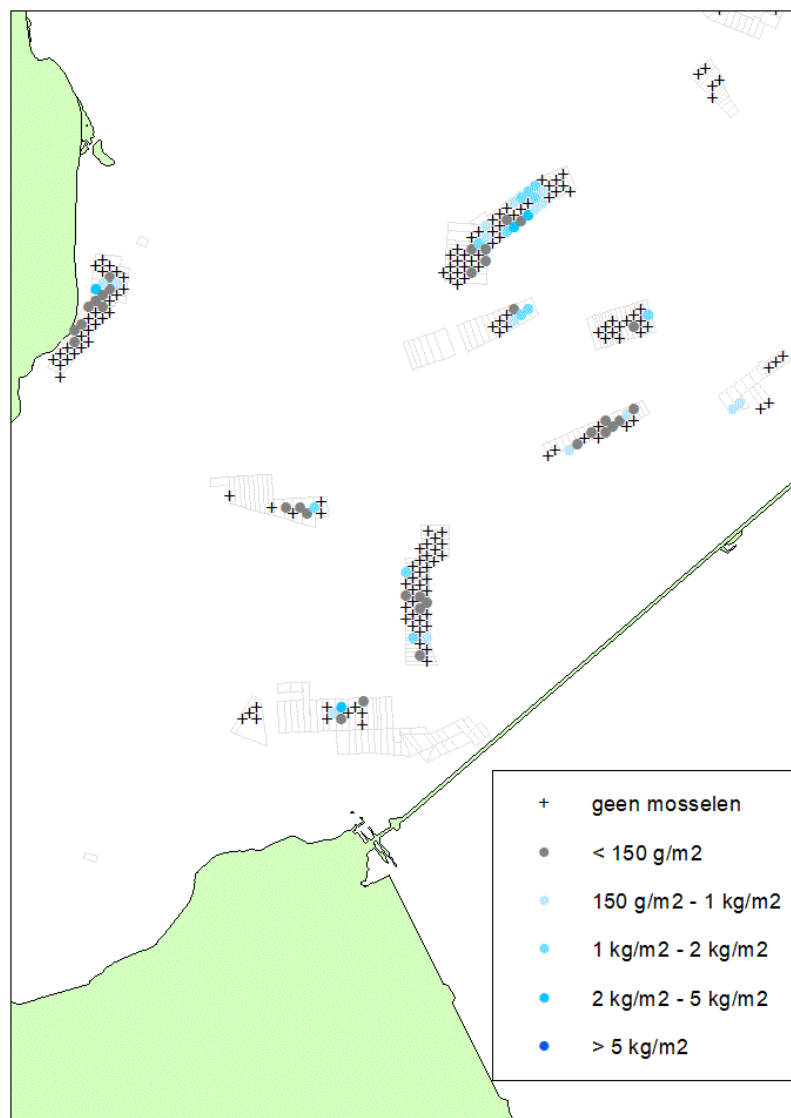 geen mosselen
< 150 g/m2
150 g/m2 - 1 kg/m2
1 kg/m2 - 2 kg/m2
2 kg/m2 - 5 kg/m2
> 5 kg/m2